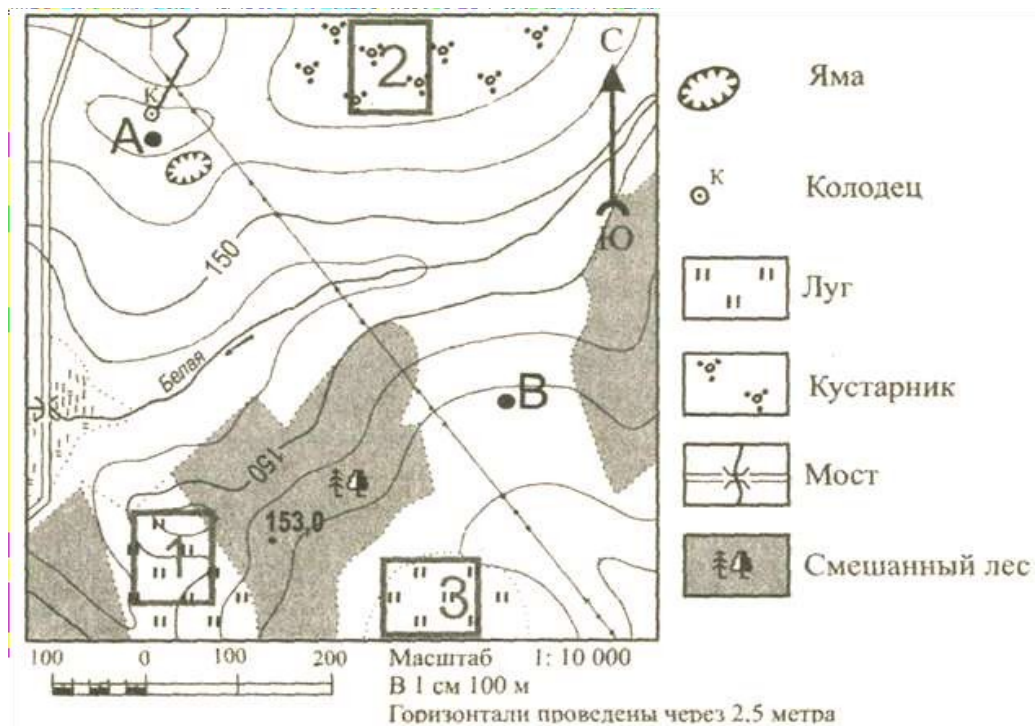 С
Ю
К
А
2
150
Белая
В
150
153,0
1
3
Яма
К
Колодец
Луг
Кустарник
Мост
Смешанный лес
100 0 100 200
Масштаб 1: 10 000
В 1 см 100 м
Горизонтали проведены через 2,5 метра